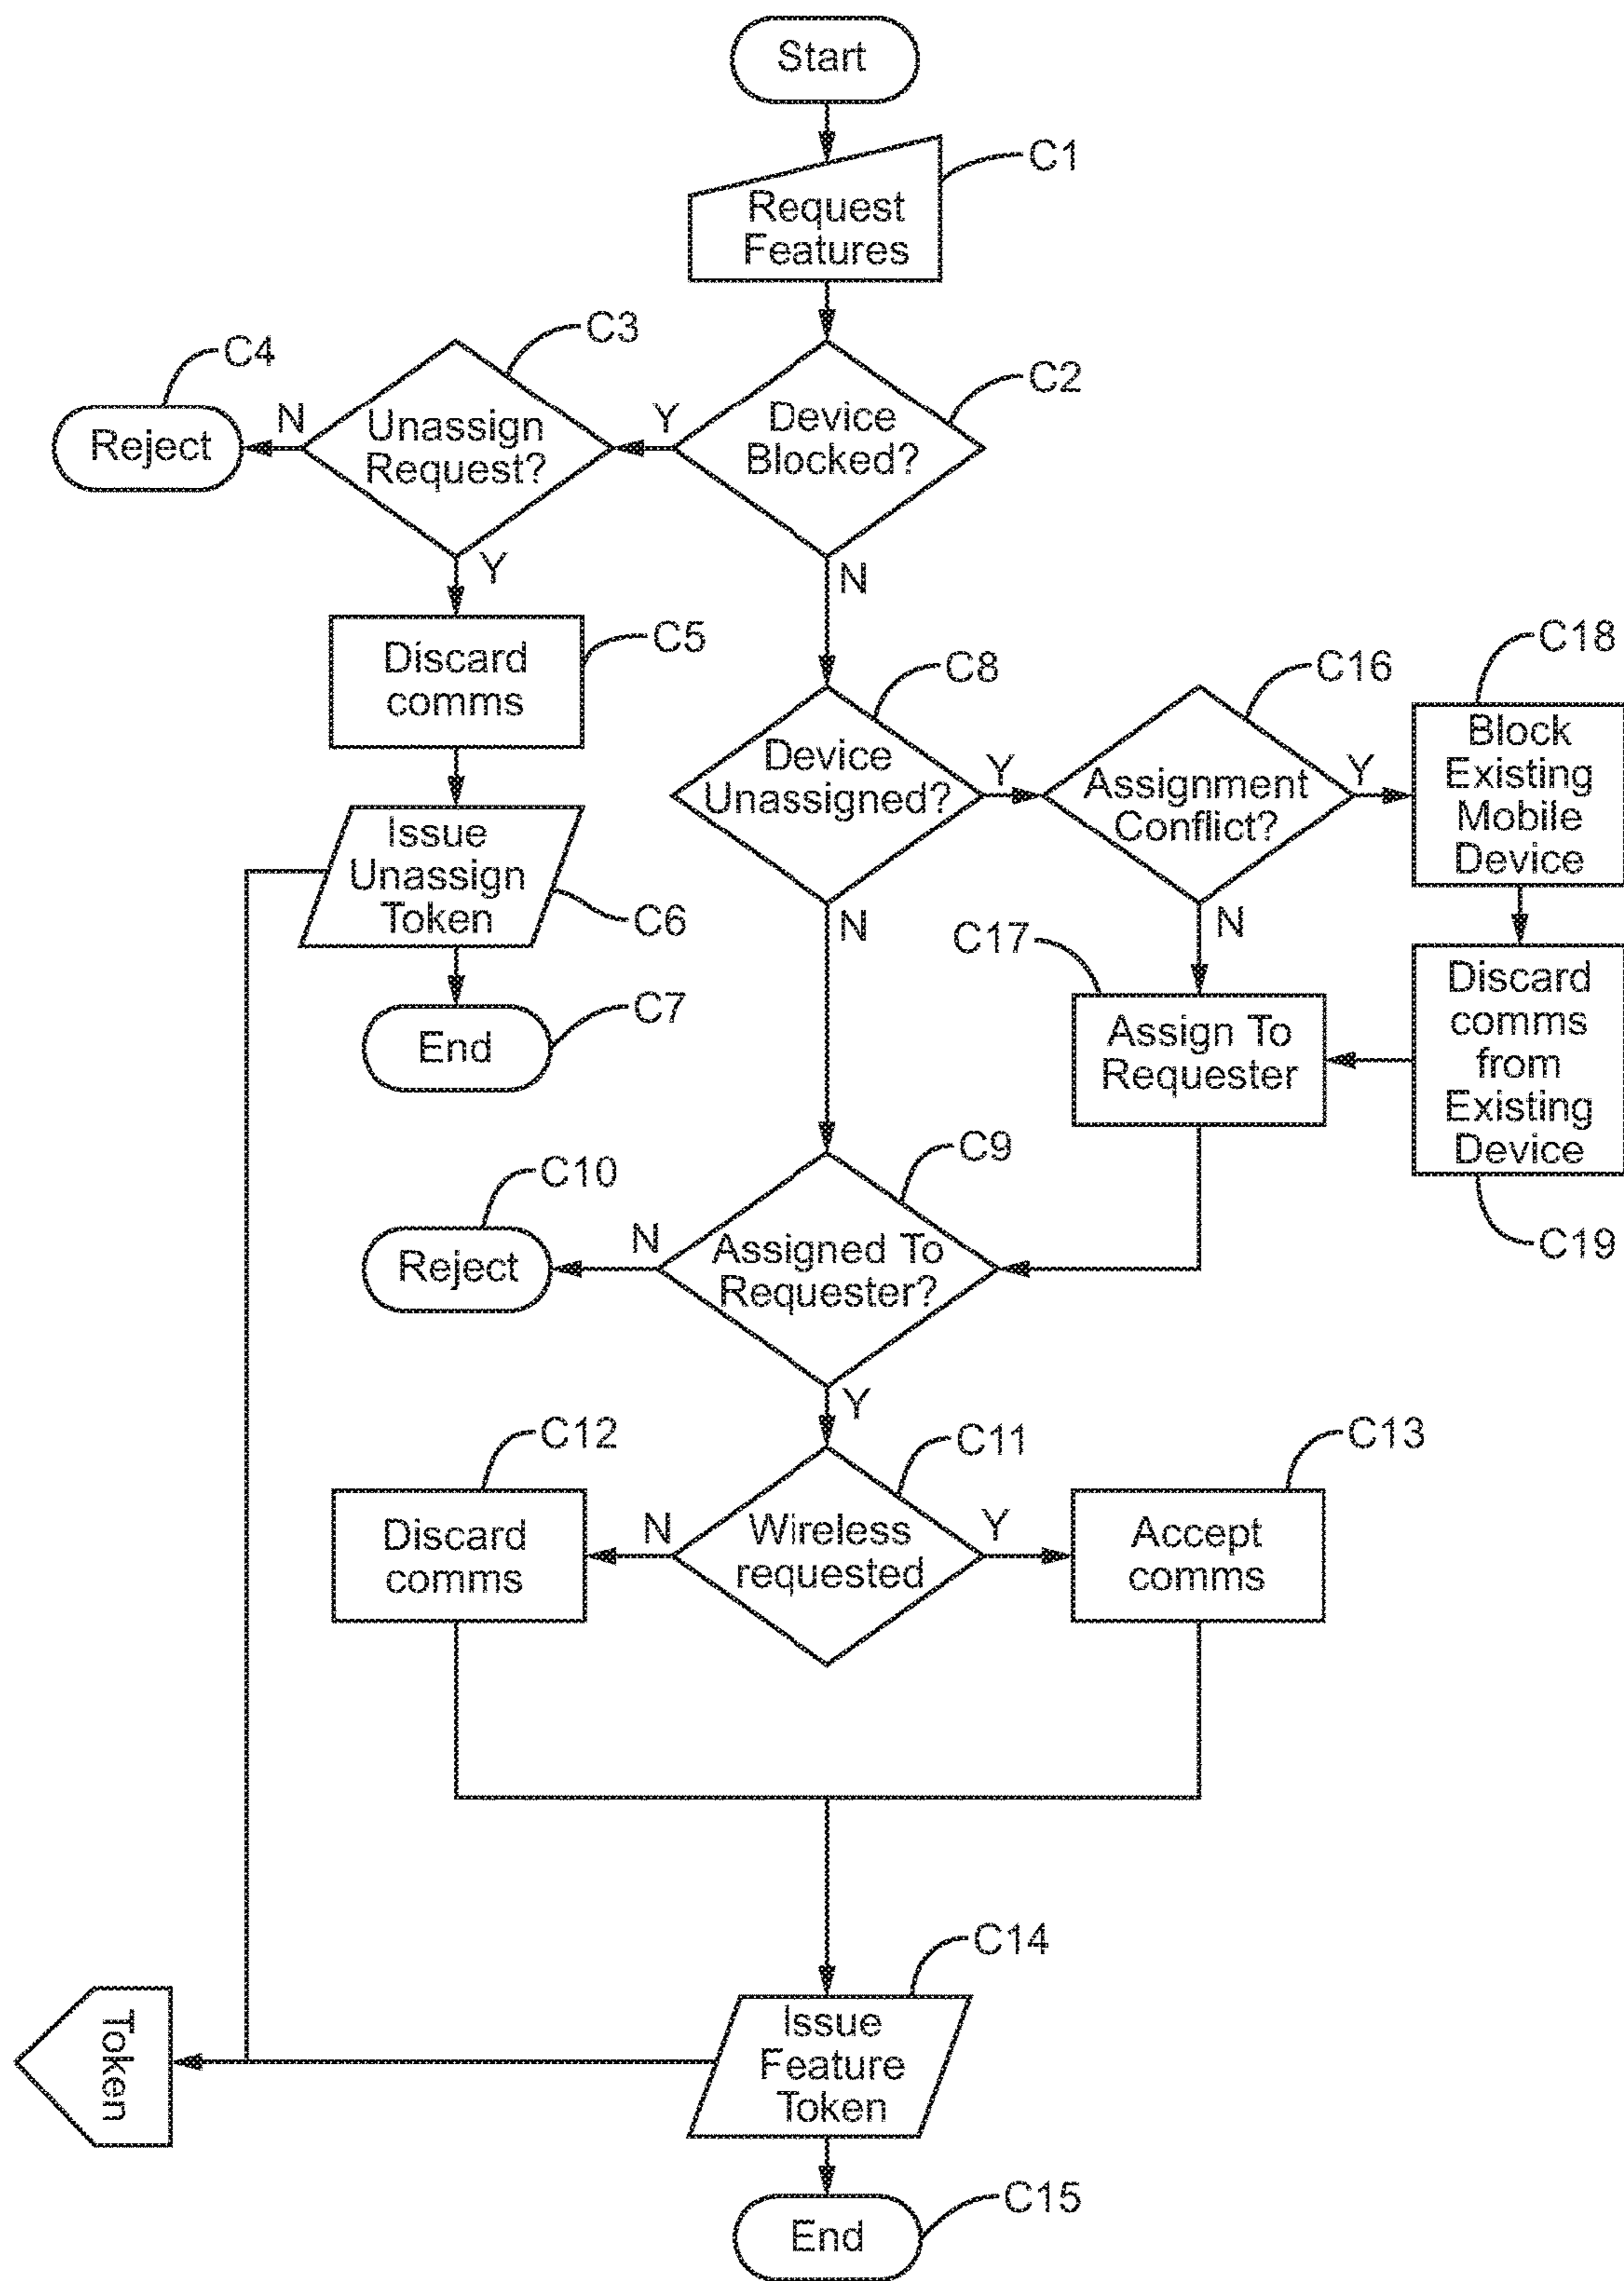 Start
C1
Request
Features
C3
C4
C2
Reject
N
Unassign
Request?
Y
Device
Blocked?
Y
N
Discard
comms
C5
C8
C16
C18
Device
Unassigned?
Y
Assignment
Conflict?
Y
Block
Existing
Mobile
Device
Issue
Unassign
Token
C6
N
N
C17
Discard
comms
from
Existing
Device
C7
End
Assign To
Requester
C9
C10
C19
Reject
N
Assigned To
Requester?
Y
C12
C11
C13
Discard
comms
N
Wireless
requested
Y
Accept
comms
C14
Token
Issue
Feature
Token
C15
End